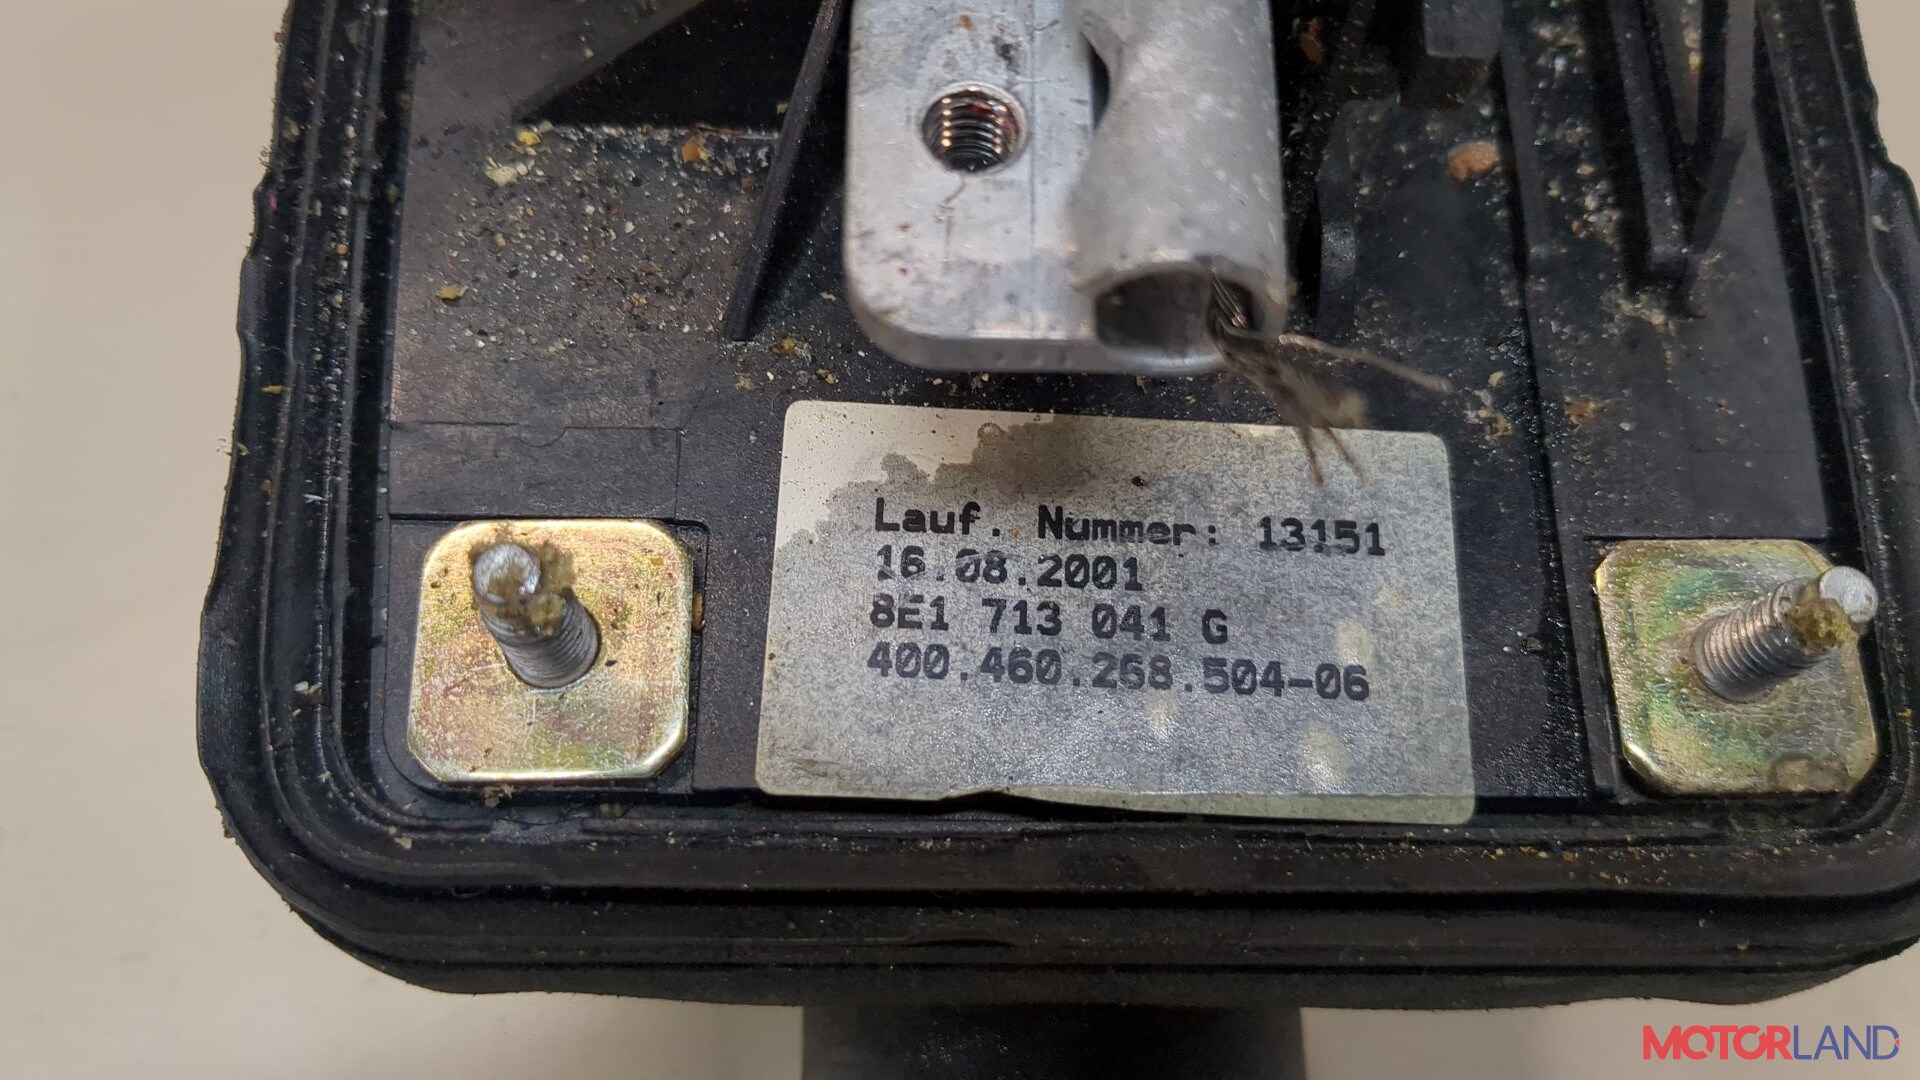 Lauf. Nummer: 13151
16.08.2001
8E1 713 041 G
400.460.268.504-06
MOTORLAND